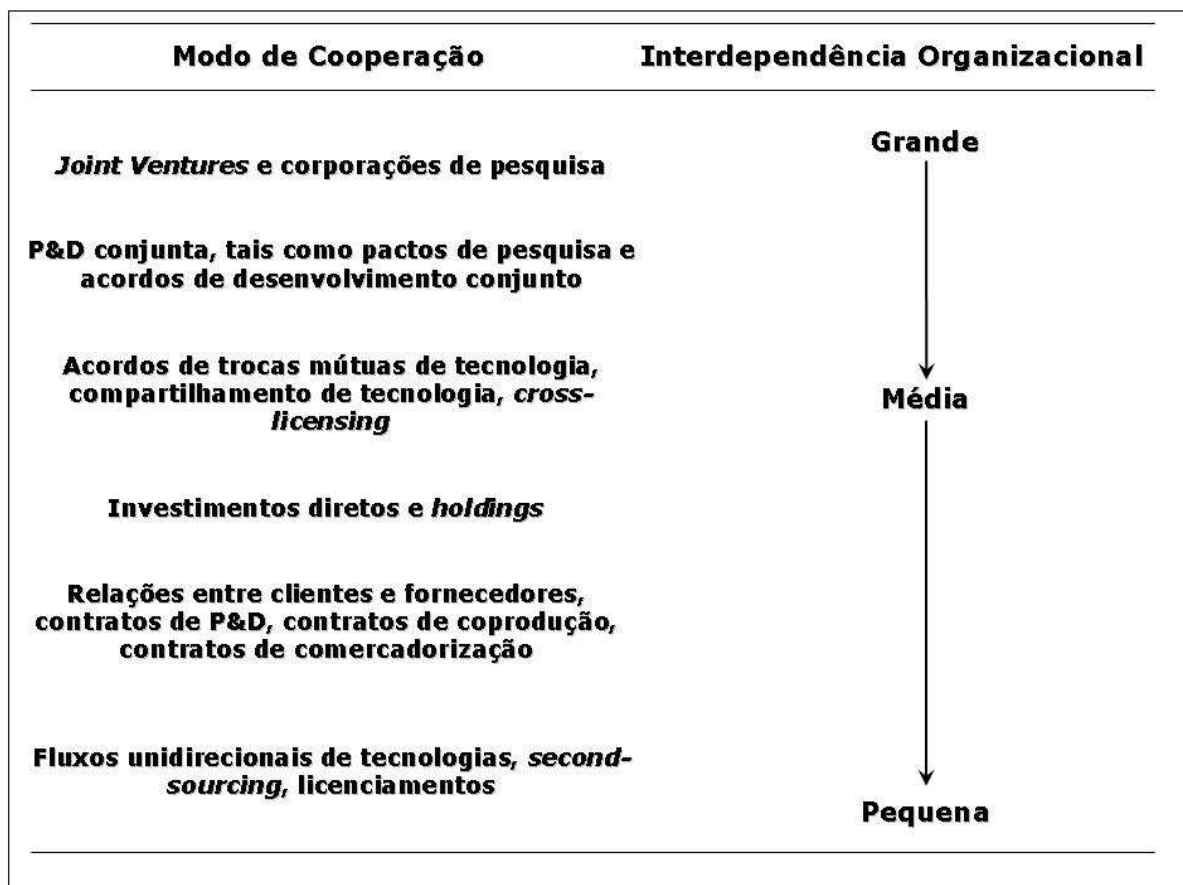 Modo de Cooperação
Interdependência Organizacional
Grande
Joint Ventures e corporações de pesquisa
P&D conjunta, tais como pactos de pesquisa e
acordos de desenvolvimento conjunto
Acordos de trocas mútuas de tecnologia,
compartilhamento de tecnologia, cross-
licensing
Média
Investimentos diretos e holdings
Relações entre clientes e fornecedores,
contratos de P&D, contratos de coprodução,
contratos de comercadorização
Fluxos unidirecionais de tecnologias, second-
sourcing, licenciamentos
Pequena